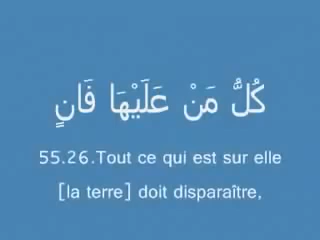 كُلُّ مَنْ عَلَيْهَا فَانٍ
55.26.Tout ce qui est sur elle
[la terre] doit disparaître,